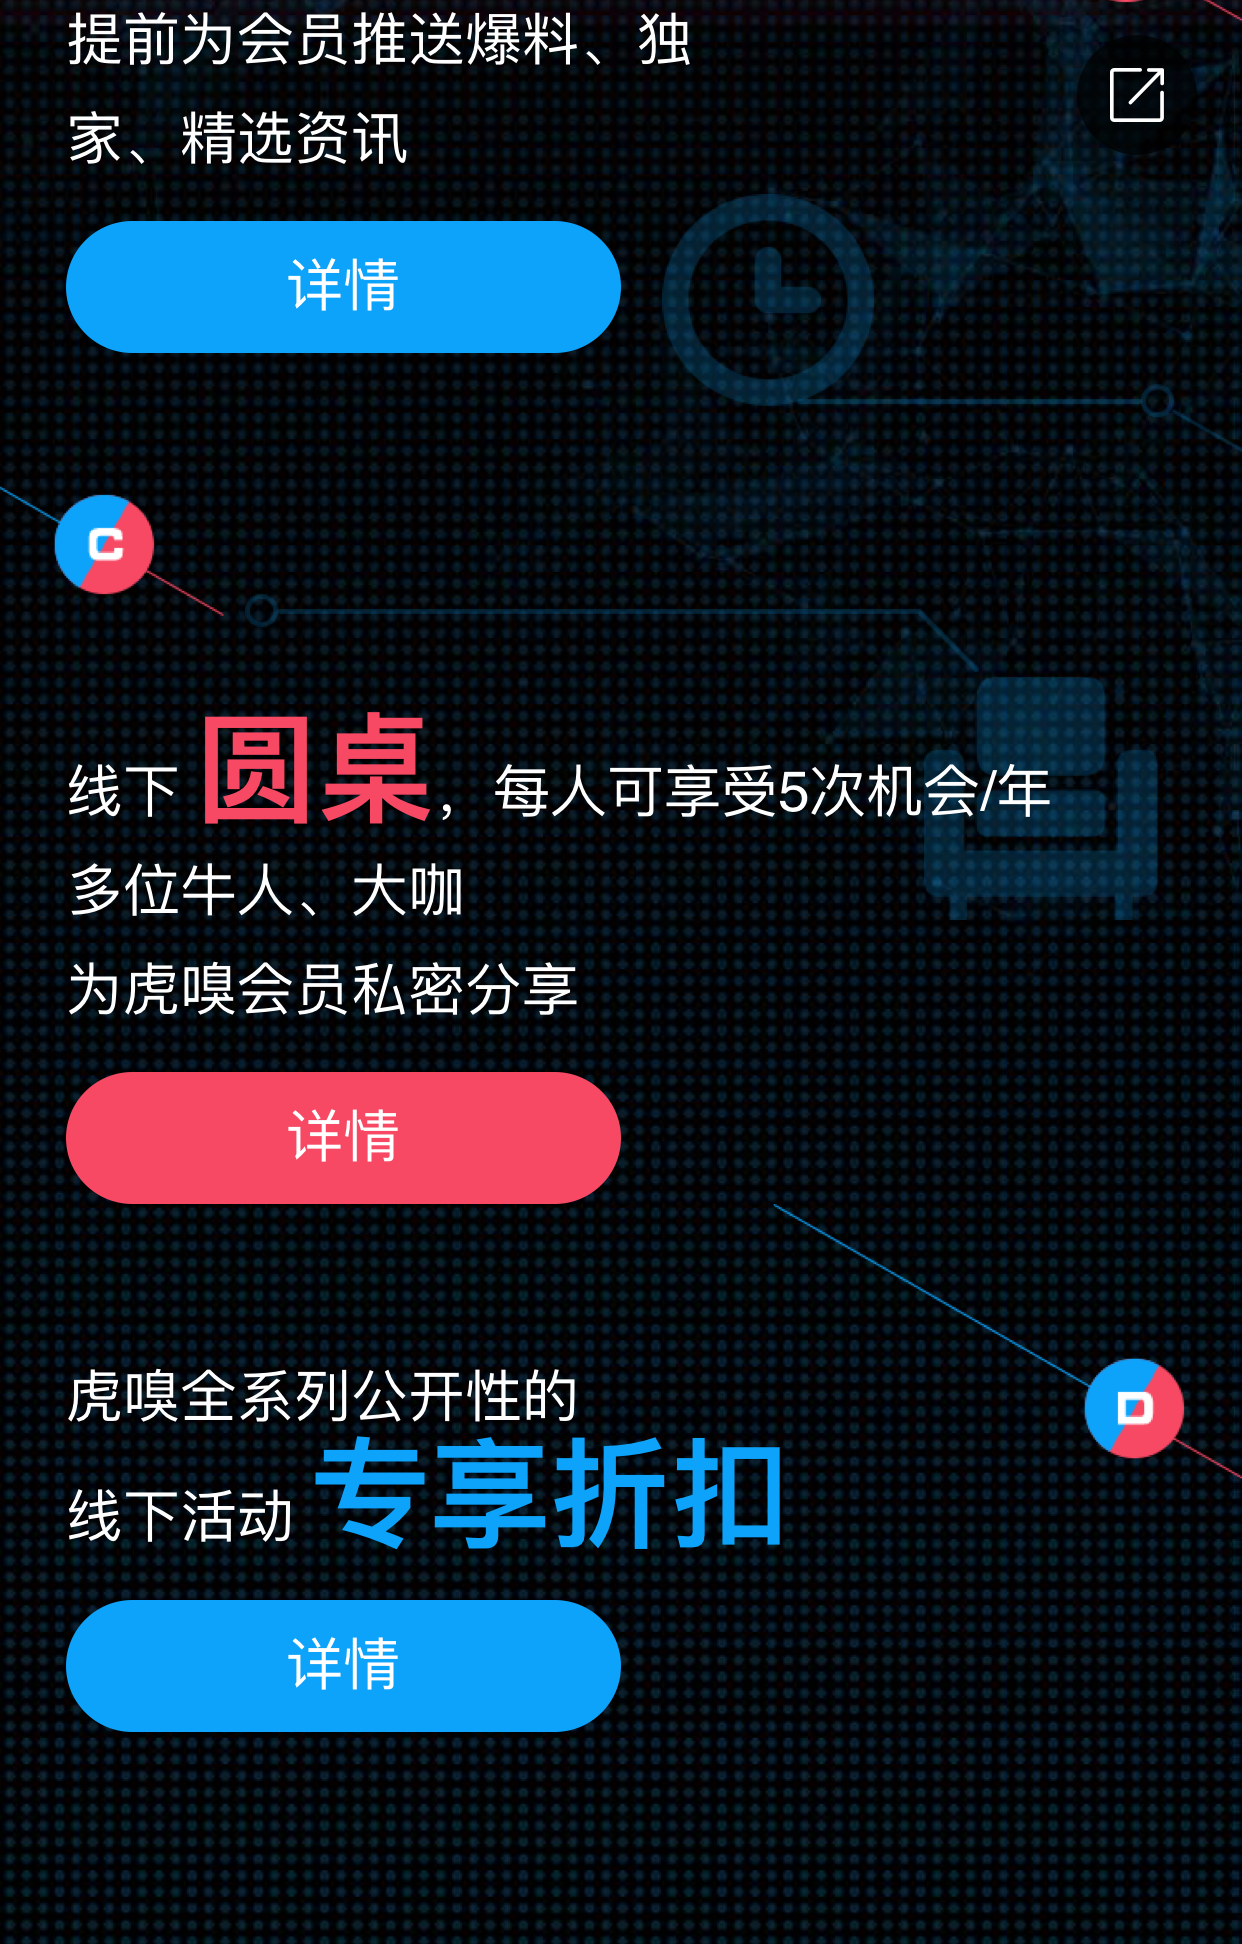 提前为会员推送爆料、独
家、精选资讯
详情
C
线下 圆桌，每人可享受5次机会/年
多位牛人、大咖
为虎嗅会员私密分享
详情
虎嗅全系列公开性的
D
线下活动 专享折扣
详情